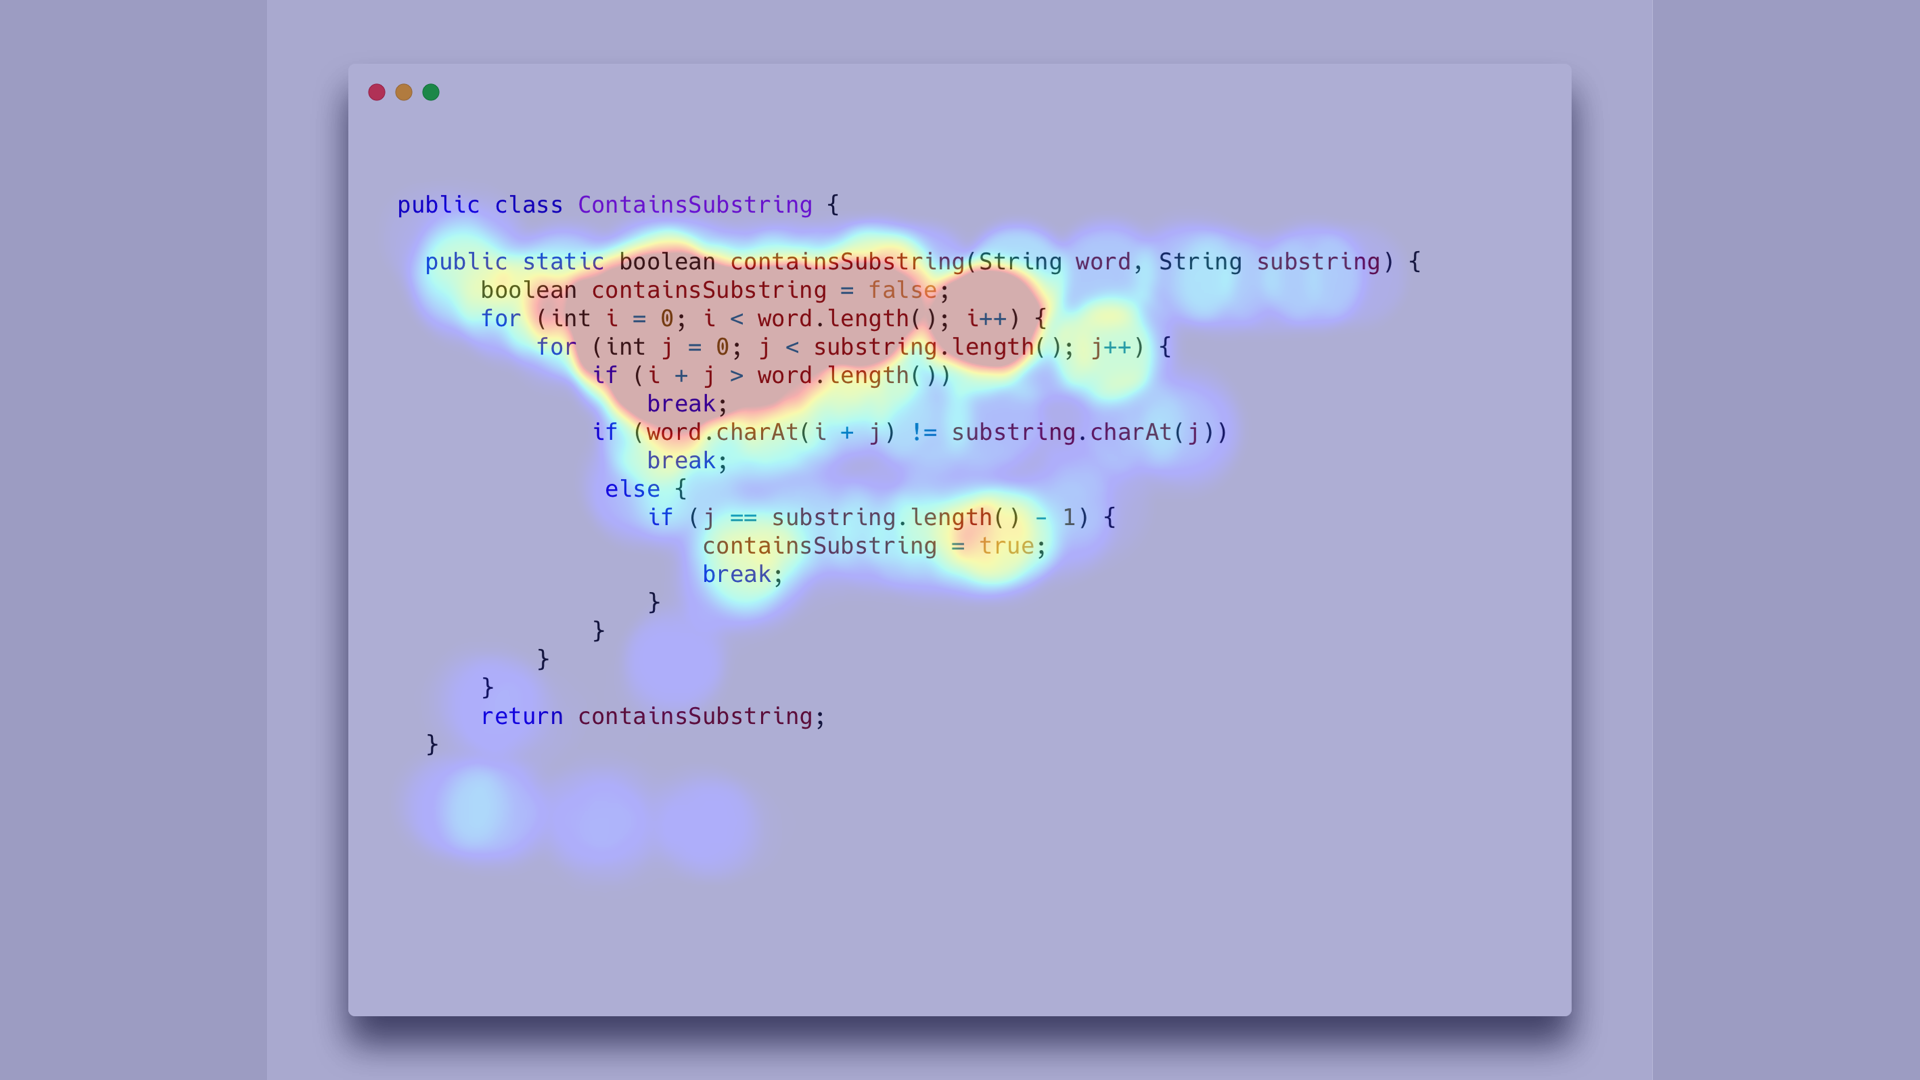 public class ContainsSubstring {
public static boolean containsSubstring(String word, String substring) {
boolean containsSubstring = false;
for (int i = 0; i < word.length(); i++) {
for (int j = 0; j < substring.length(); j++) {
if (i + j > word.length())
break;
if (word.charAt(i + j) != substring.charAt(j))
break;
else {
if (j == substring.length() - 1) {
containsSubstring = true;
break;
}
}
}
}
return containsSubstring;
}